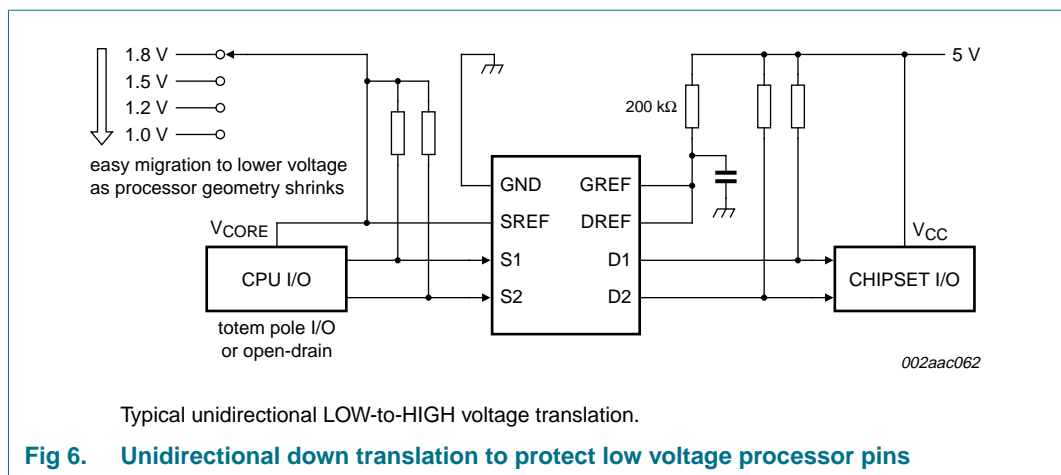 1.8 V
1.5 V
1.2 V
1.0 V
easy migration to lower voltage
as processor geometry shrinks
5 V
200 kΩ
GND
GREF
SREF
DREF
S1
D1
S2
D2
VCORE
CPU I/O
totem pole I/O
or open-drain
VCC
CHIPSET I/O
002aac062
Typical unidirectional LOW-to-HIGH voltage translation.
Fig 6. Unidirectional down translation to protect low voltage processor pins